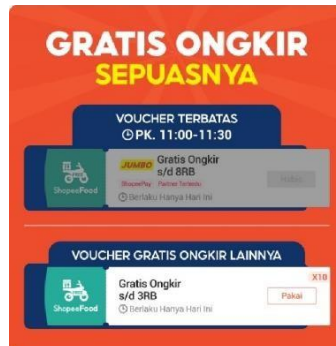 GRATIS ONGKIR
SEPUASNYA
VOUCHER TERBATAS
PK. 11:00-11:30
JUMBO Gratis Ongkir
s/d 8RB
ShopeeFood
ShopeePay
Berlaku Hanya Hari Ini
VOUCHER GRATIS ONGKIR LAINNYA
X10
Gratis Ongkir
s/d 3RB
Pakai
ShopeeFood
Berlaku Hanya Hari Ini